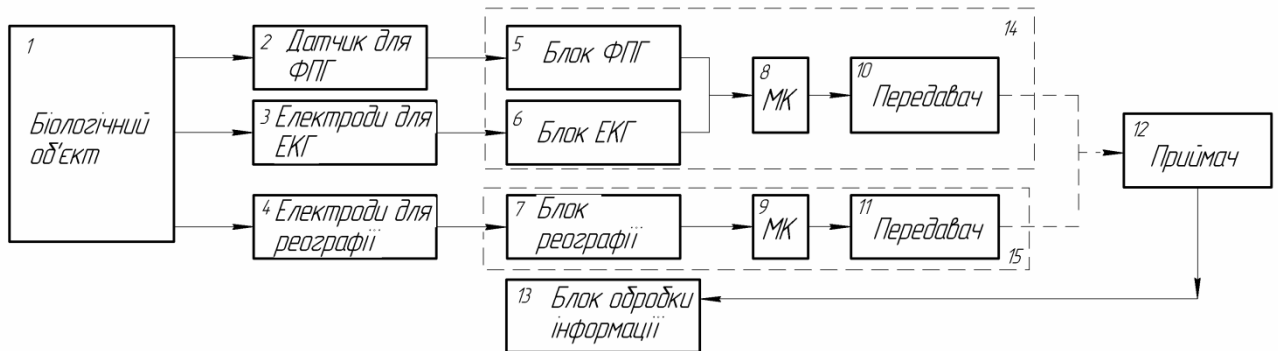 1
Біологічний
об'єкт
2 Датчик для
ФПГ
3 Електроди для
ЕКГ
4 Електроди для
реографії
5 Блок ФПГ
6 Блок ЕКГ
7 Блок
реографії
8
МК
9
МК
10
Передавач
11
Передавач
14
15
12
Приймач
13 Блок обробки
інформації